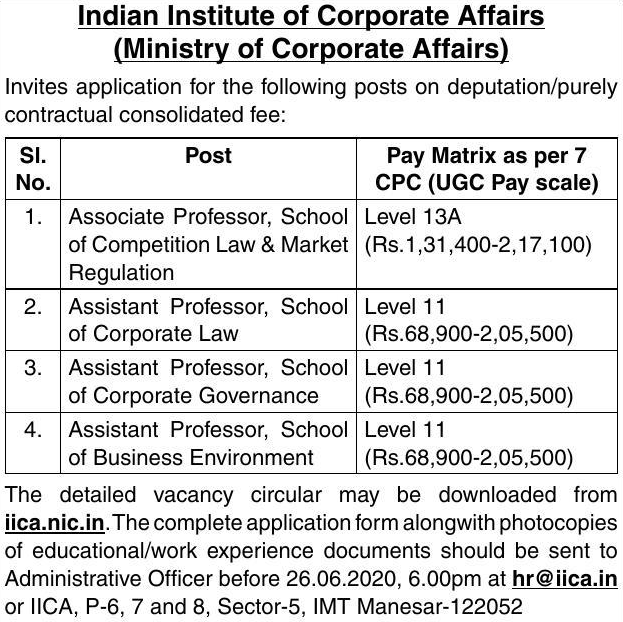 Indian Institute of Corporate Affairs
(Ministry of Corporate Affairs)
Invites application for the following posts on deputation/purely
contractual consolidated fee:
Sl. No. Post Pay Matrix as per 7 CPC (UGC Pay scale)
1. Associate Professor, School of Competition Law & Market Regulation Level 13A (Rs.1,31,400-2,17,100)
2. Assistant Professor, School of Corporate Law Level 11 (Rs.68,900-2,05,500)
3. Assistant Professor, School of Corporate Governance Level 11 (Rs.68,900-2,05,500)
4. Assistant Professor, School of Business Environment Level 11 (Rs.68,900-2,05,500)
The detailed vacancy circular may be downloaded from
iica.nic.in. The complete application form alongwith photocopies
of educational/work experience documents should be sent to
Administrative Officer before 26.06.2020, 6.00pm at hr@iica.in
or IICA, P-6, 7 and 8, Sector-5, IMT Manesar-122052